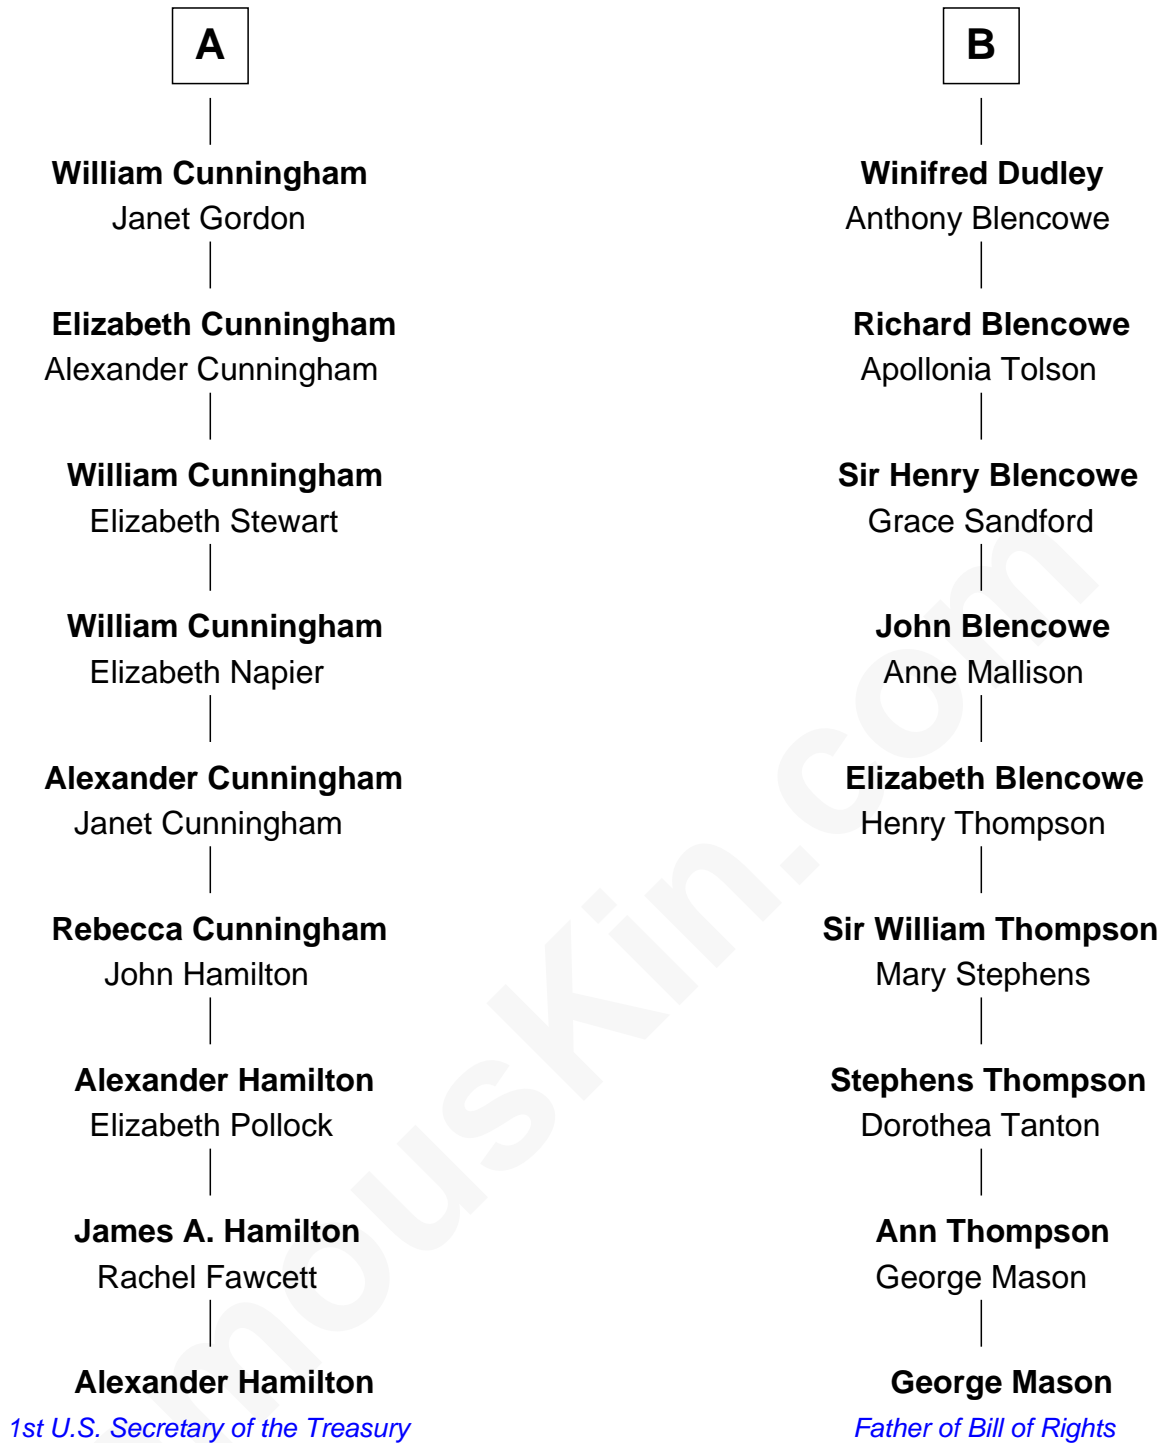 A
William Cunningham
Janet Gordon
Elizabeth Cunningham
Alexander Cunningham
William Cunningham
Elizabeth Stewart
William Cunningham
Elizabeth Napier
Alexander Cunningham
Janet Cunningham
Rebecca Cunningham
John Hamilton
Alexander Hamilton
Elizabeth Pollock
James A. Hamilton
Rachel Fawcett
Alexander Hamilton
1st U.S. Secretary of the Treasury
B
Winifred Dudley
Anthony Blencowe
Richard Blencowe
Apollonia Tolson
Sir Henry Blencowe
Grace Sandford
John Blencowe
Anne Mallison
Elizabeth Blencowe
Henry Thompson
Sir William Thompson
Mary Stephens
Stephens Thompson
Dorothea Tanton
Ann Thompson
George Mason
George Mason
Father of Bill of Rights
mousKin.com